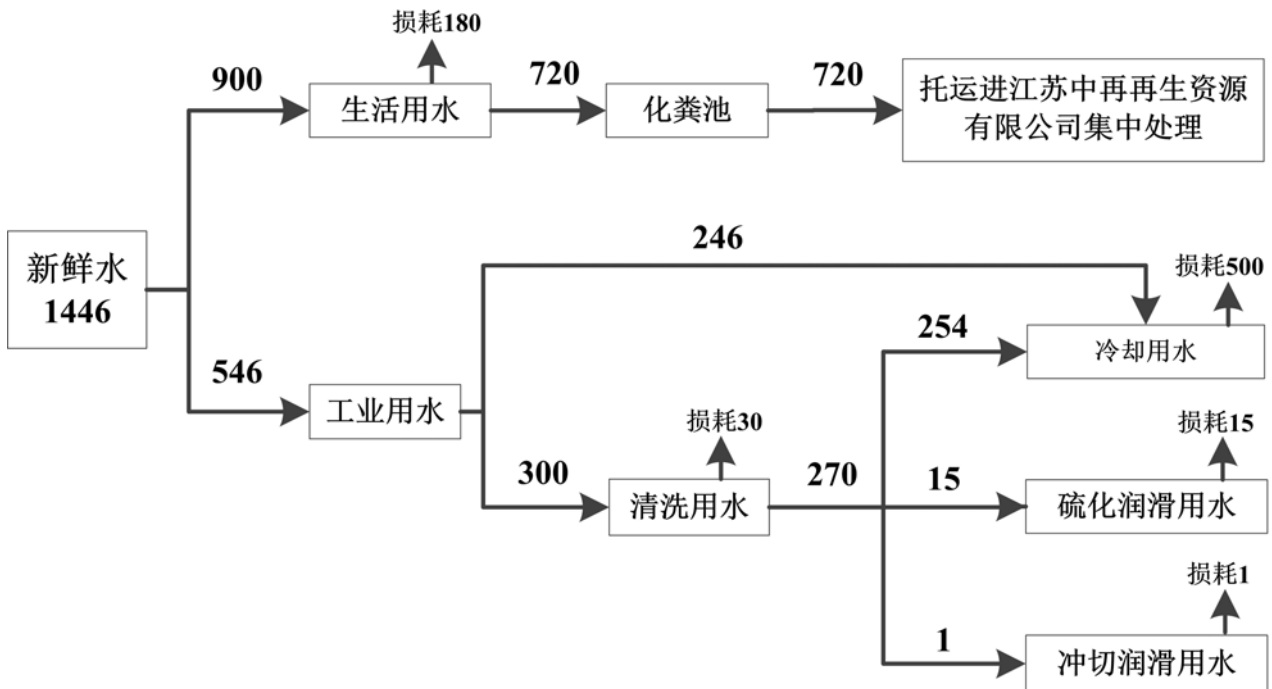 损耗180
900
720
720
生活用水
化粪池
托运进江苏中再再生资源
有限公司集中处理
新鲜水
1446
246
损耗500
254
冷却用水
546
工业用水
损耗30
损耗15
300
270
15
清洗用水
硫化润滑用水
损耗1
1
冲切润滑用水